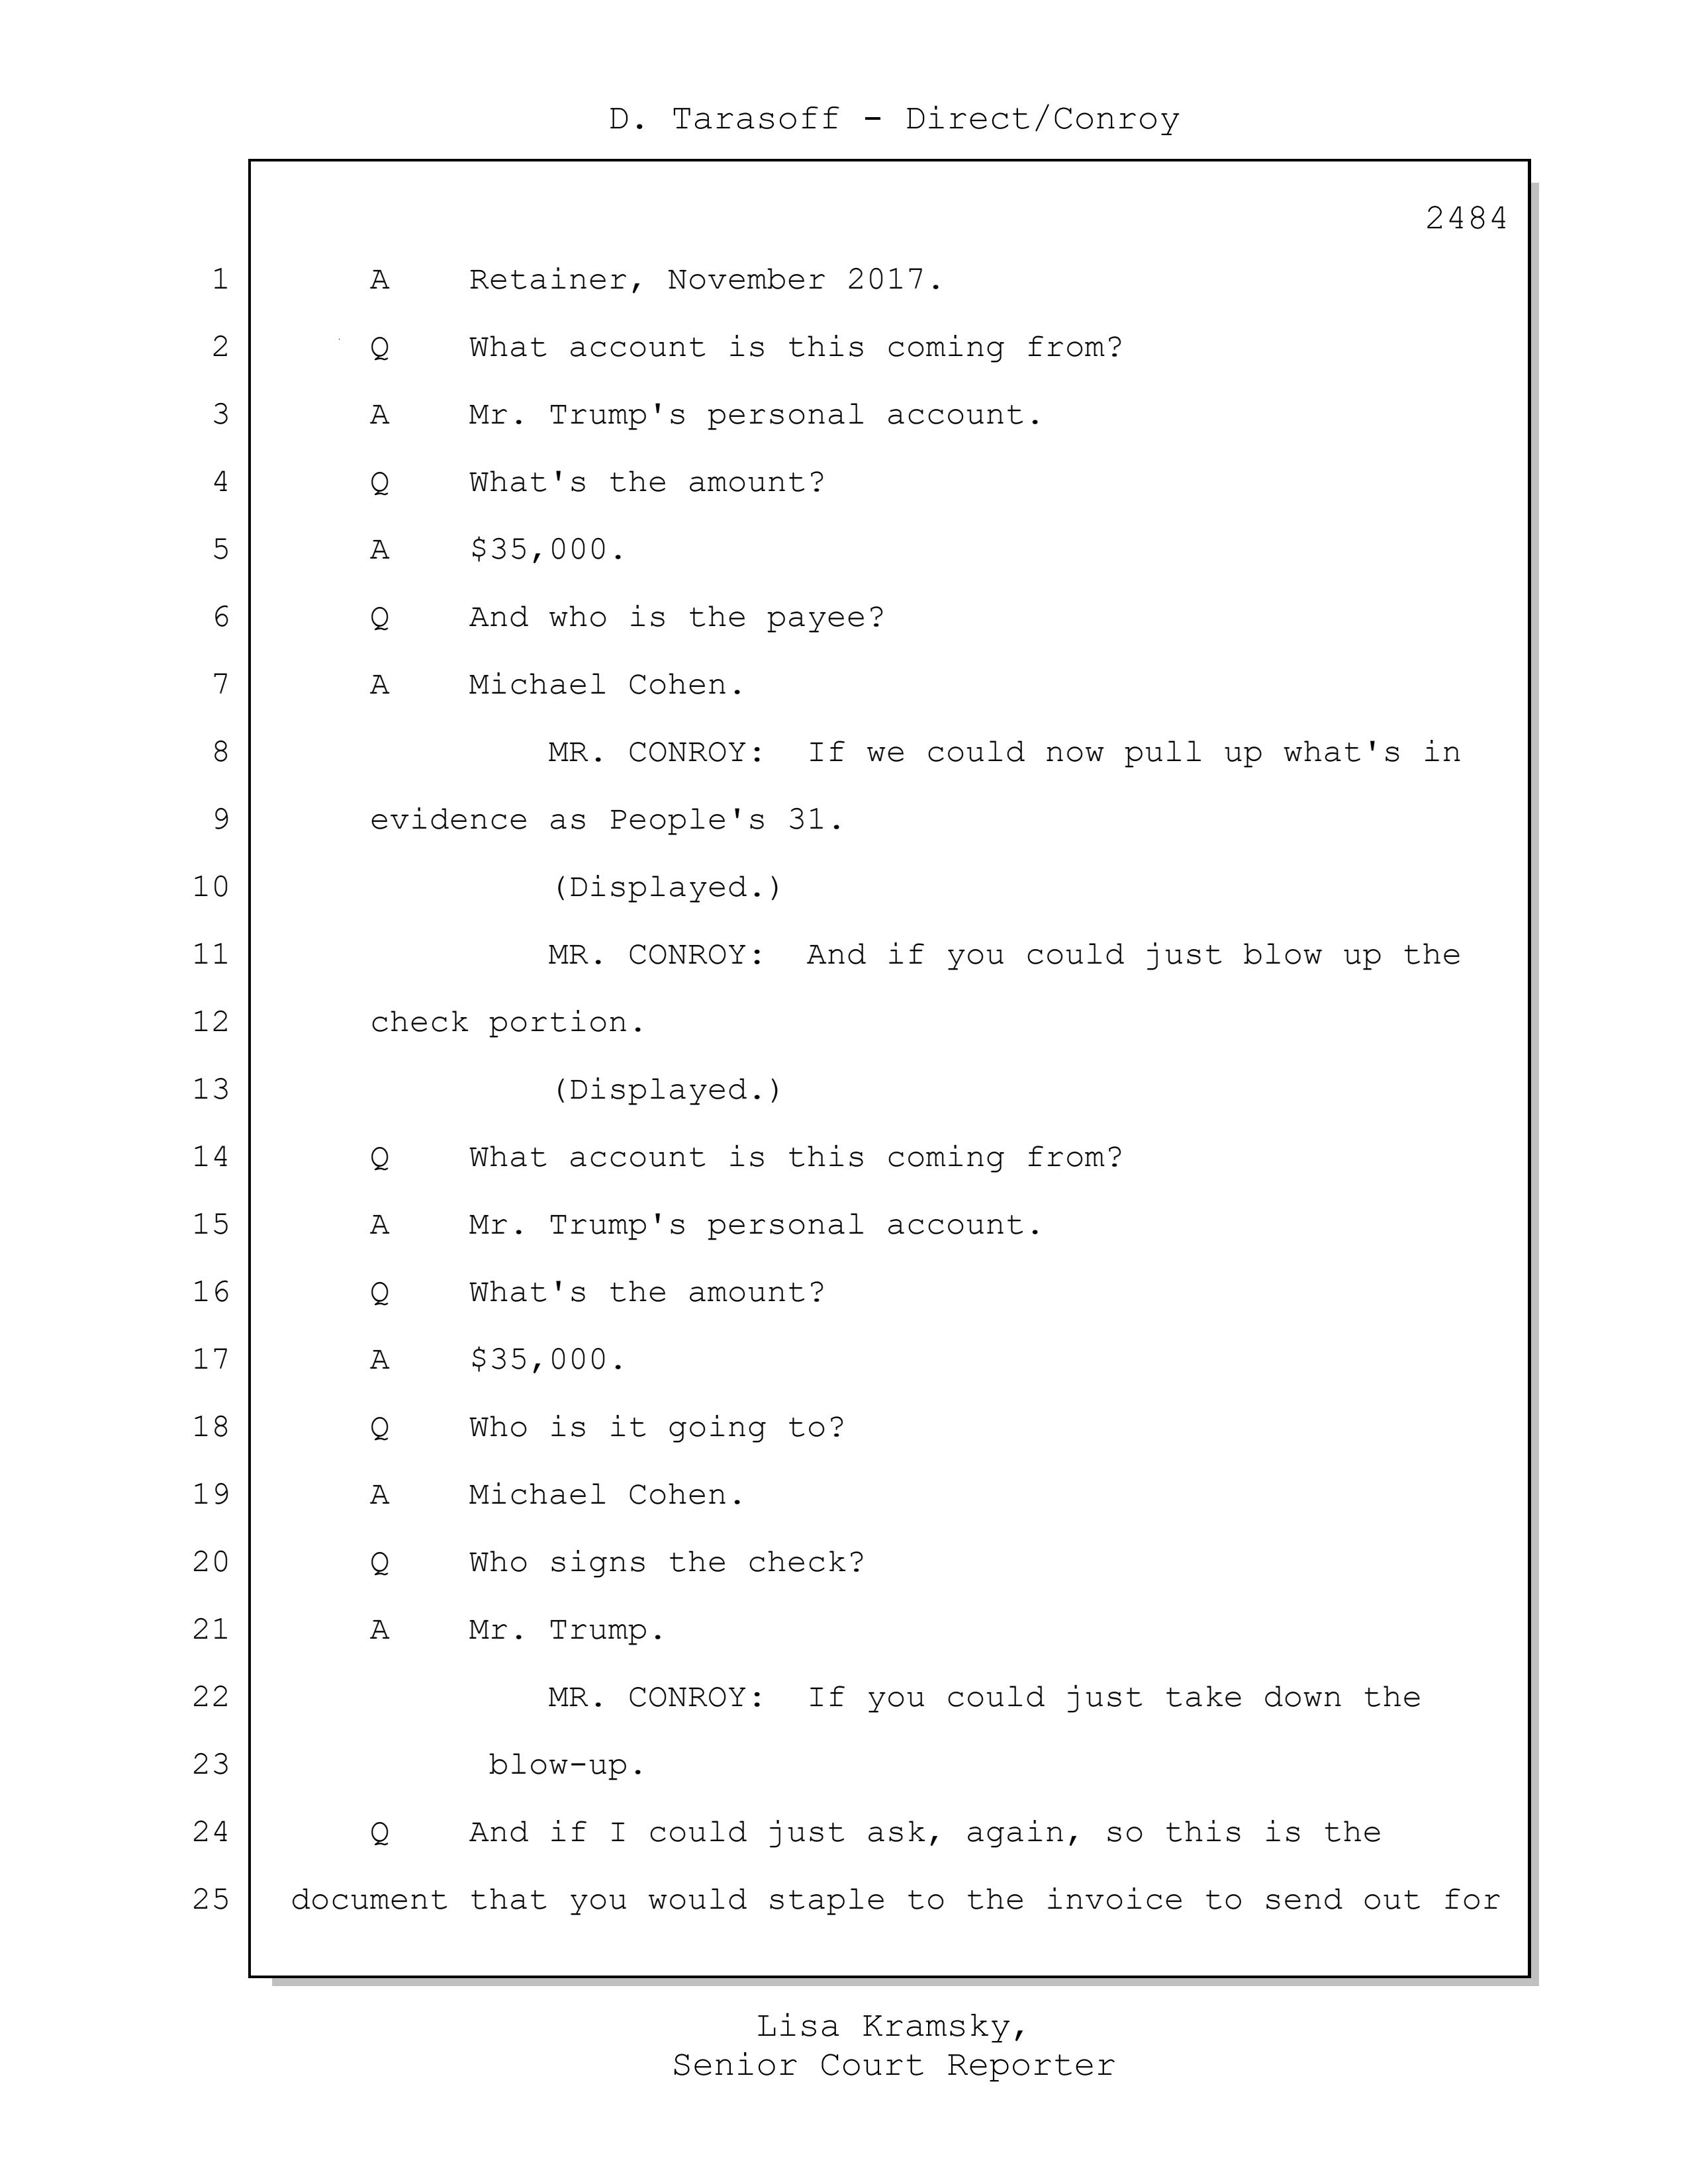 D. Tarasoff - Direct/Conroy
2484
1 A Retainer, November 2017.
2 Q What account is this coming from?
3 A Mr. Trump's personal account.
4 Q What's the amount?
5 A $35,000.
6 Q And who is the payee?
7 A Michael Cohen.
8 MR. CONROY: If we could now pull up what's in
9 evidence as People's 31.
10 (Displayed.)
11 MR. CONROY: And if you could just blow up the
12 check portion.
13 (Displayed.)
14 Q What account is this coming from?
15 A Mr. Trump's personal account.
16 Q What's the amount?
17 A $35,000.
18 Q Who is it going to?
19 A Michael Cohen.
20 Q Who signs the check?
21 A Mr. Trump.
22 MR. CONROY: If you could just take down the
23 blow-up.
24 Q And if I could just ask, again, so this is the
25 document that you would staple to the invoice to send out for
Lisa Kramsky,
Senior Court Reporter